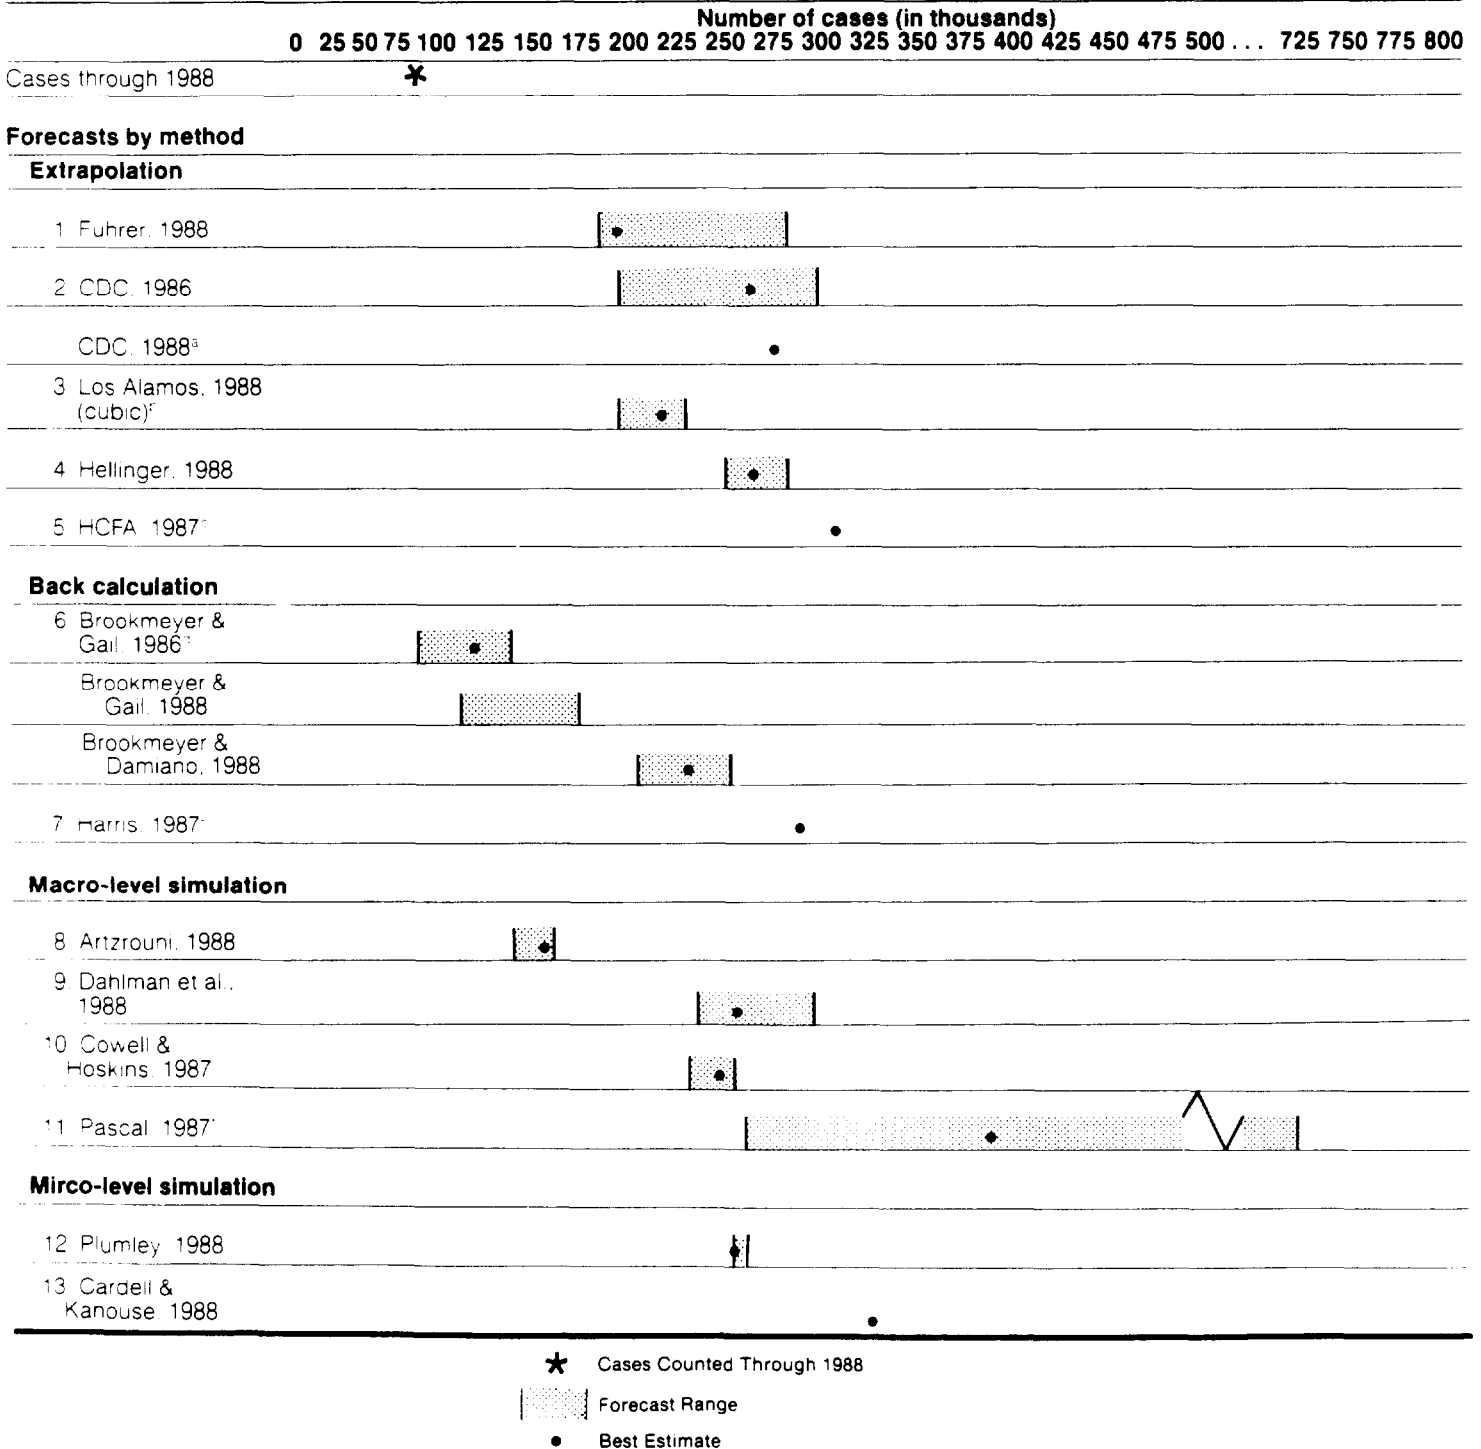 Number of cases (in thousands)
0 25 50 75 100 125 150 175 200 225 250 275 300 325 350 375 400 425 450 475 500 ... 725 750 775 800
Cases through 1988
Forecasts by method
Extrapolation
1 Fuhrer. 1988
2 CDC. 1986
CDC. 1988a
3 Los Alamos. 1988
(cubic)
4 Hellinger. 1988
5 HCFA 1987
Back calculation
6 Brookmeyer &
Gail. 1986
Brookmeyer &
Gail. 1988
Brookmeyer &
Damiano, 1988
7 Harris. 1987
Macro-level simulation
8 Artzrouni. 1988
9. Dahlman et al.,
1988
10 Cowell &
Hoskins. 1987
11 Pascal 1987
Mirco-level simulation
12 Plumley 1988
13 Cardell &
Kanouse. 1988
Cases Counted Through 1988
Forecast Range
Best Estimate